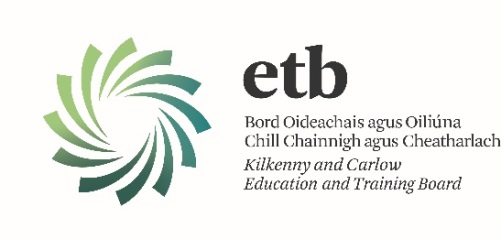 etb
Bord Oideachais agus Oiliúna
Chill Chainnigh agus Cheatharlach
Kilkenny and Carlow
Education and Training Board